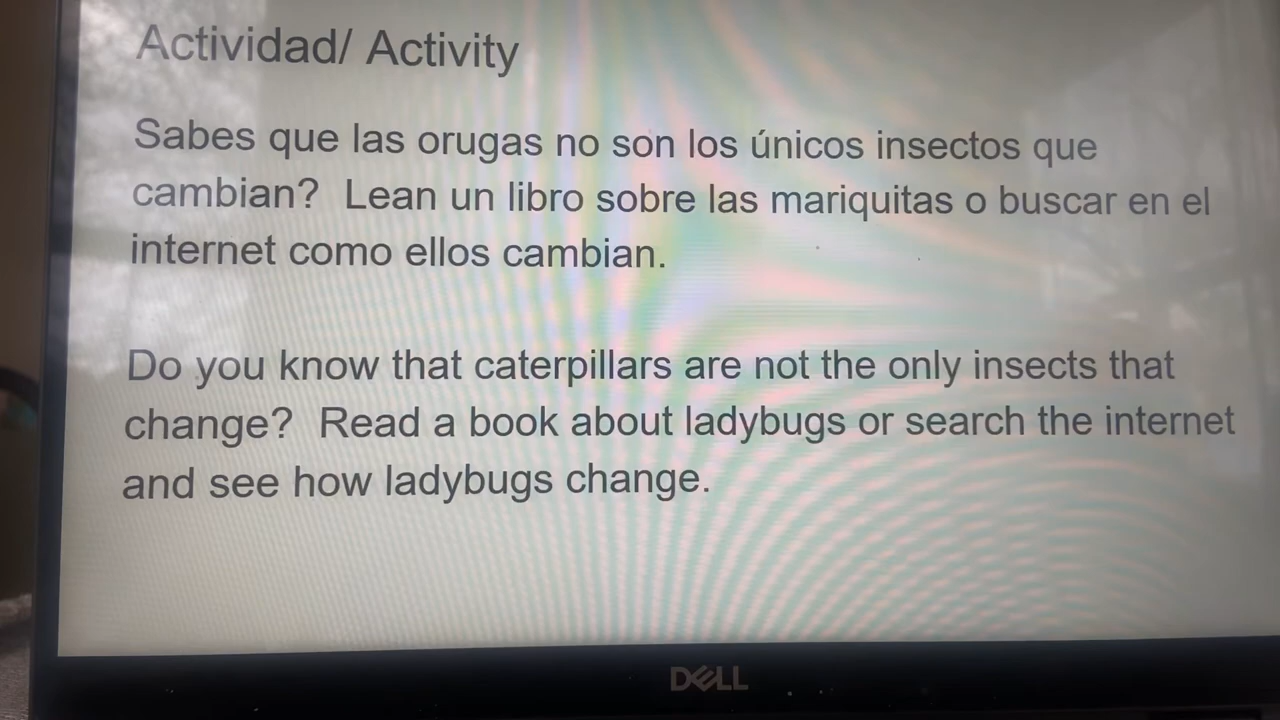 Actividad/ Activity
Sabes que las orugas no son los únicos insectos que
cambian?  Lean un libro sobre las mariquitas o buscar en el
internet como ellos cambian.
Do you know that caterpillars are not the only insects that
change?  Read a book about ladybugs or search the internet
and see how ladybugs change.
DELL